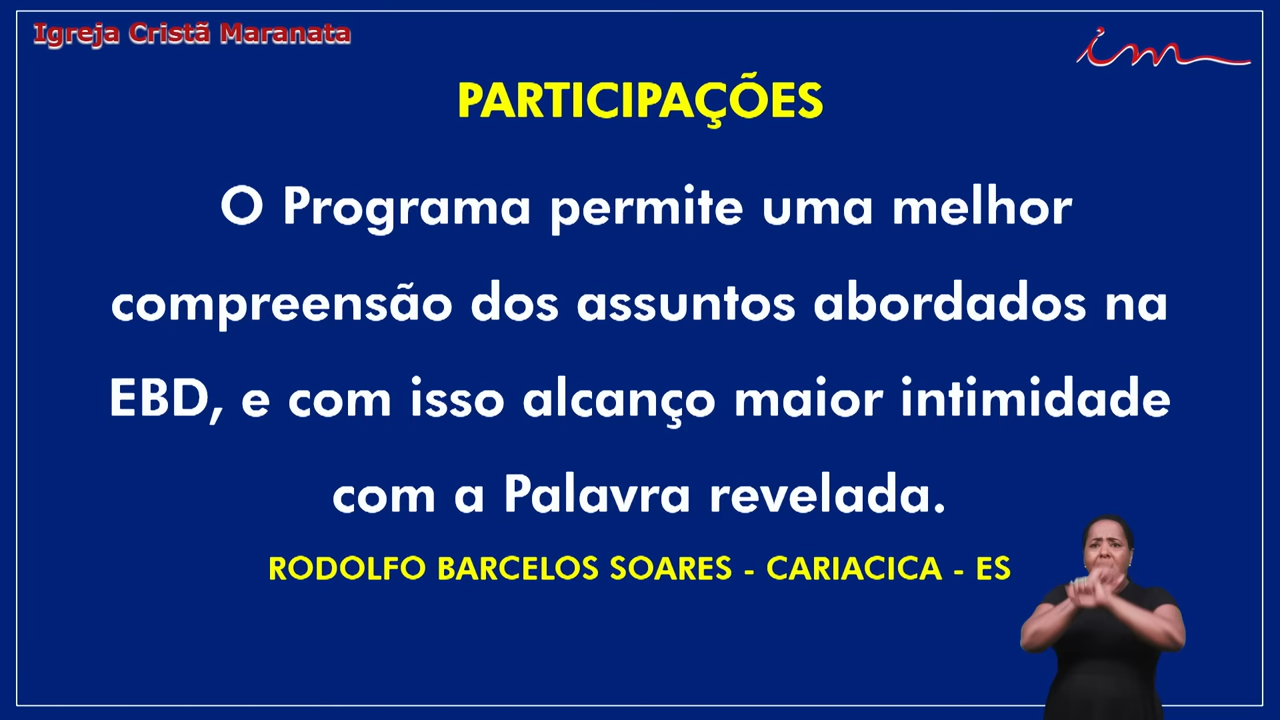 Igreja Cristã Maranata
im
PARTICIPAÇÕES
O Programa permite uma melhor
compreensão dos assuntos abordados na
EBD, e com isso alcanço maior intimidade
com a Palavra revelada.
RODOLFO BARCELOS SOARES - CARIACICA - ES